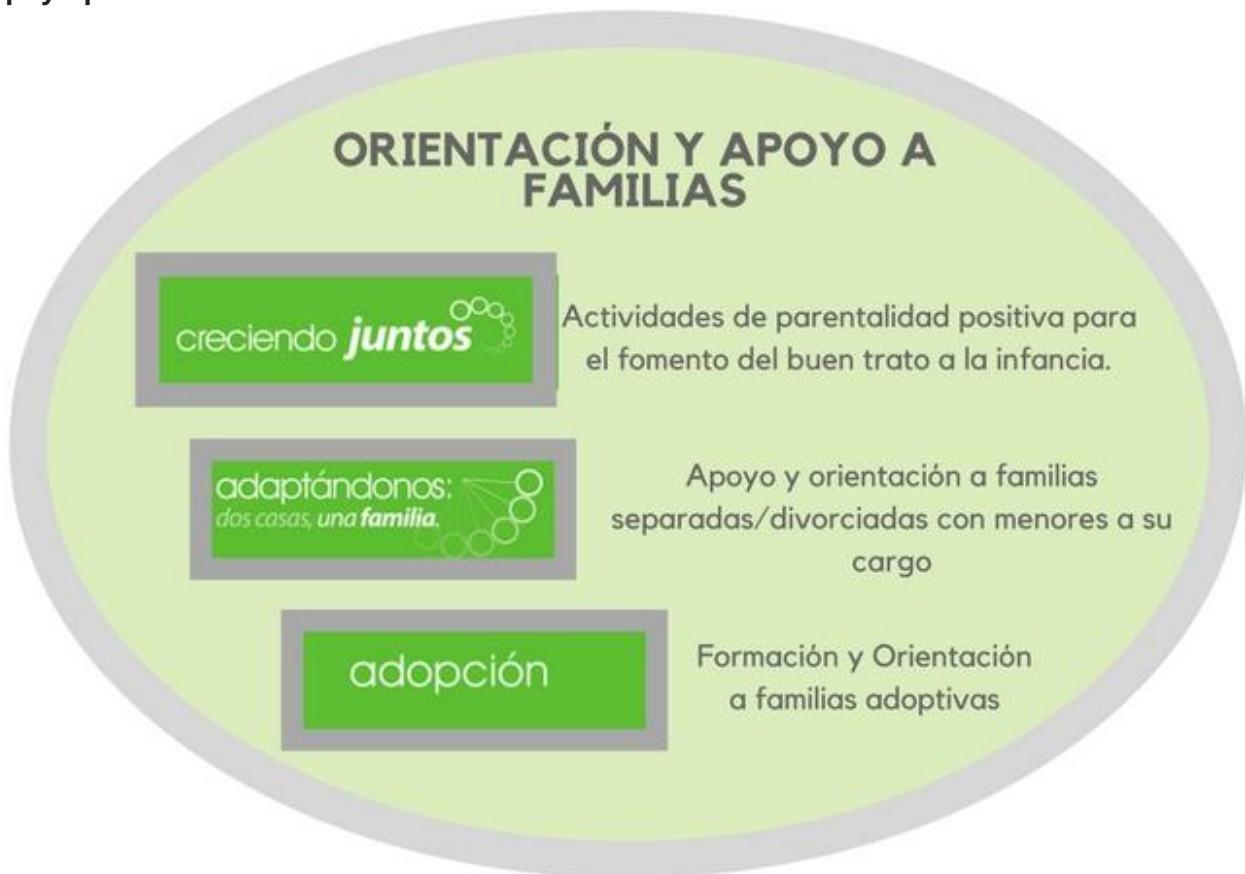 ORIENTACIÓN Y APOYO A
FAMILIAS
creciendo juntos
Actividades de parentalidad positiva para
el fomento del buen trato a la infancia.
adaptándonos:
dos casas, una familia.
Apoyo y orientación a familias
separadas/divorciadas con menores a su
cargo
adopción
Formación y Orientación
a familias adoptivas